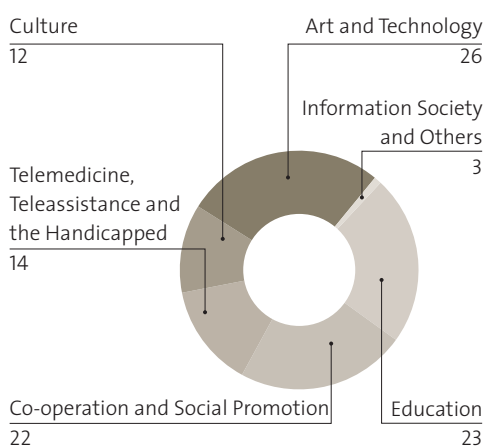 Culture
12
Art and Technology
26
Information Society
and Others
3
Telemedicine,
Teleassistance and
the Handicapped
14
Co-operation and Social Promotion
22
Education
23